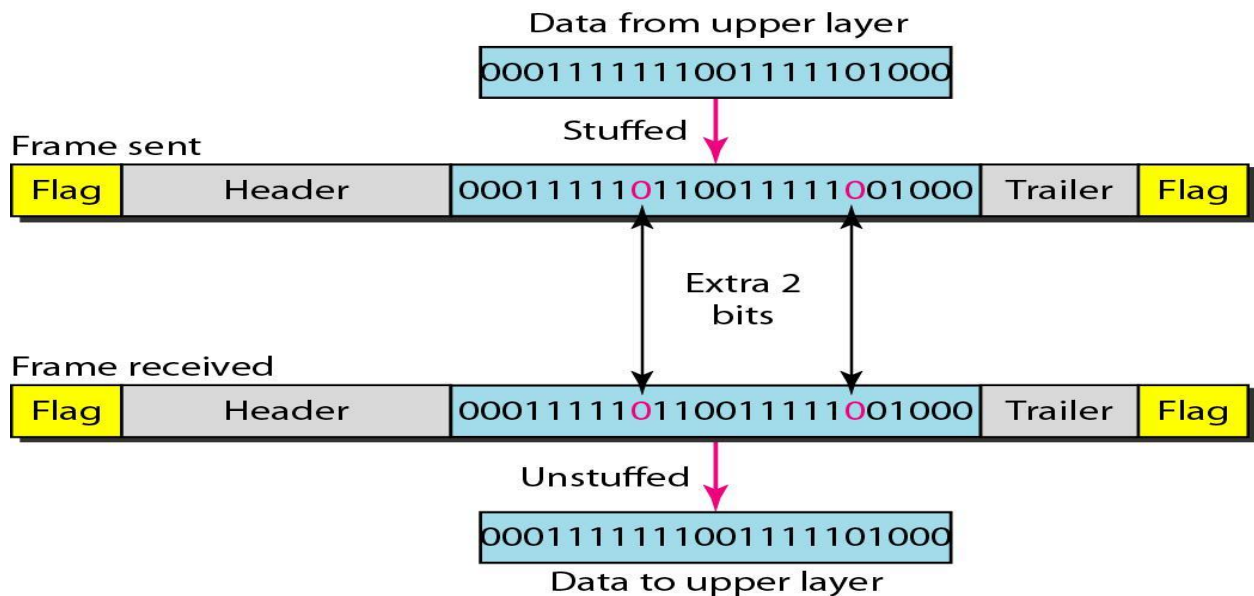 Data from upper layer
0001111111001111101000
Stuffed
Frame sent
Flag Header 000111110110011111001000 Trailer Flag
Extra 2
bits
Frame received
Flag Header 000111110110011111001000 Trailer Flag
Unstuffed
0001111111001111101000
Data to upper layer